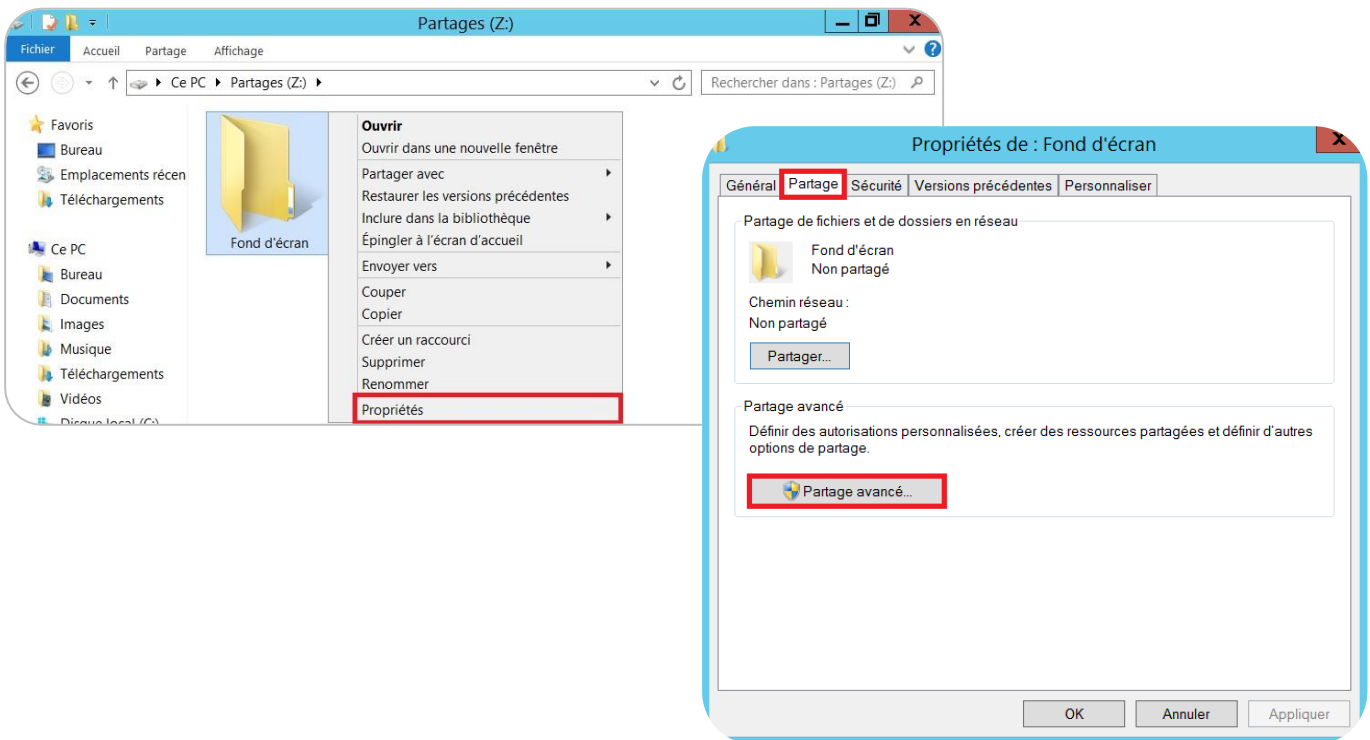 Partages (Z:)
Fichier Accueil Partage Affichage
Ce PC Partages (Z:)
Rechercher dans : Partages (Z:)
Favoris
Bureau
Emplacements récen
Téléchargements
Ce PC
Bureau
Documents
Images
Musique
Téléchargements
Vidéos
Disque local (C:)
Fond d'écran
Ouvrir
Ouvrir dans une nouvelle fenêtre
Partager avec
Restaurer les versions précédentes
Inclure dans la bibliothèque
Épingler à l'écran d'accueil
Envoyer vers
Couper
Copier
Créer un raccourci
Supprimer
Renommer
Propriétés
Propriétés de : Fond d'écran
Général Partage Sécurité Versions précédentes Personnaliser
Partage de fichiers et de dossiers en réseau
Fond d'écran
Non partagé
Chemin réseau :
Non partagé
Partager...
Partage avancé
Définir des autorisations personnalisées, créer des ressources partagées et définir d'autres
options de partage.
Partage avancé...
OK Annuler Appliquer